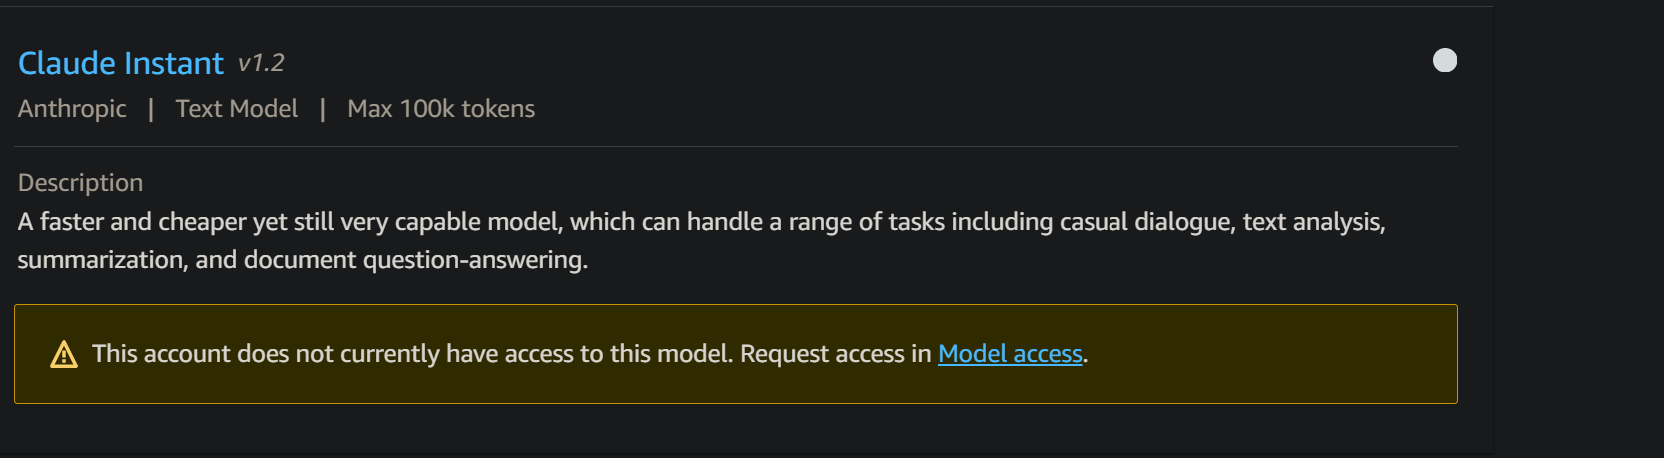 Claude Instant v1.2
Anthropic | Text Model | Max 100k tokens
Description
A faster and cheaper yet still very capable model, which can handle a range of tasks including casual dialogue, text analysis,
summarization, and document question-answering.
This account does not currently have access to this model. Request access in Model access.